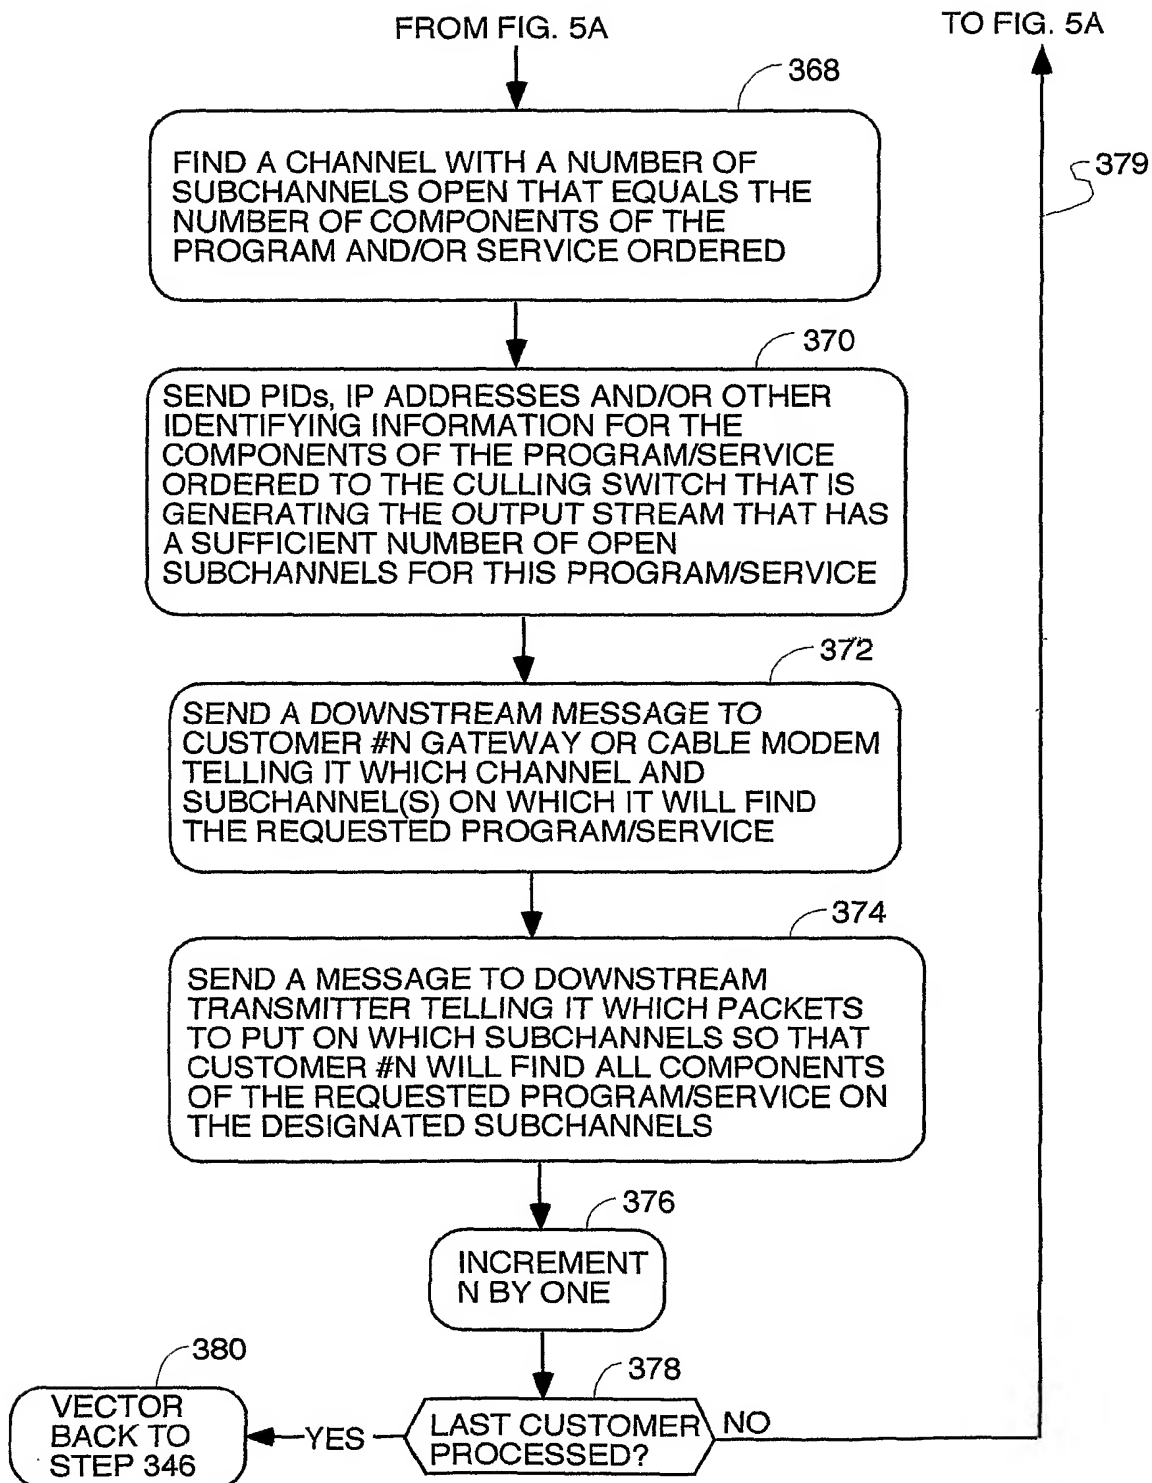 FROM FIG. 5A
TO FIG. 5A
368
FIND A CHANNEL WITH A NUMBER OF
SUBCHANNELS OPEN THAT EQUALS THE
NUMBER OF COMPONENTS OF THE
PROGRAM AND/OR SERVICE ORDERED
379
370
SEND PIDs, IP ADDRESSES AND/OR OTHER
IDENTIFYING INFORMATION FOR THE
COMPONENTS OF THE PROGRAM/SERVICE
ORDERED TO THE CULLING SWITCH THAT IS
GENERATING THE OUTPUT STREAM THAT HAS
A SUFFICIENT NUMBER OF OPEN
SUBCHANNELS FOR THIS PROGRAM/SERVICE
372
SEND A DOWNSTREAM MESSAGE TO
CUSTOMER #N GATEWAY OR CABLE MODEM
TELLING IT WHICH CHANNEL AND
SUBCHANNEL(S) ON WHICH IT WILL FIND
THE REQUESTED PROGRAM/SERVICE
374
SEND A MESSAGE TO DOWNSTREAM
TRANSMITTER TELLING IT WHICH PACKETS
TO PUT ON WHICH SUBCHANNELS SO THAT
CUSTOMER #N WILL FIND ALL COMPONENTS
OF THE REQUESTED PROGRAM/SERVICE ON
THE DESIGNATED SUBCHANNELS
376
INCREMENT
N BY ONE
378
LAST CUSTOMER
PROCESSED?
NO
YES
380
VECTOR
BACK TO
STEP 346